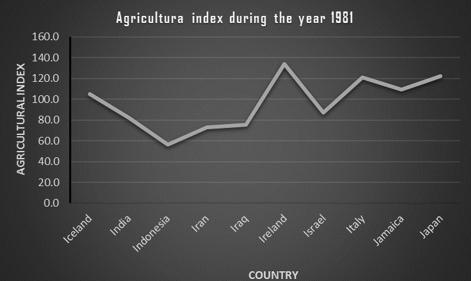 Agricultura index during the year 1981
AGRICULTURAL INDEX
160.0
140.0
120.0
100.0
80.0
60.0
40.0
20.0
0.0
Iceland
India
Indonesia
Iran
Iraq
Ireland
Israel
Italy
Jamaica
Japan
COUNTRY